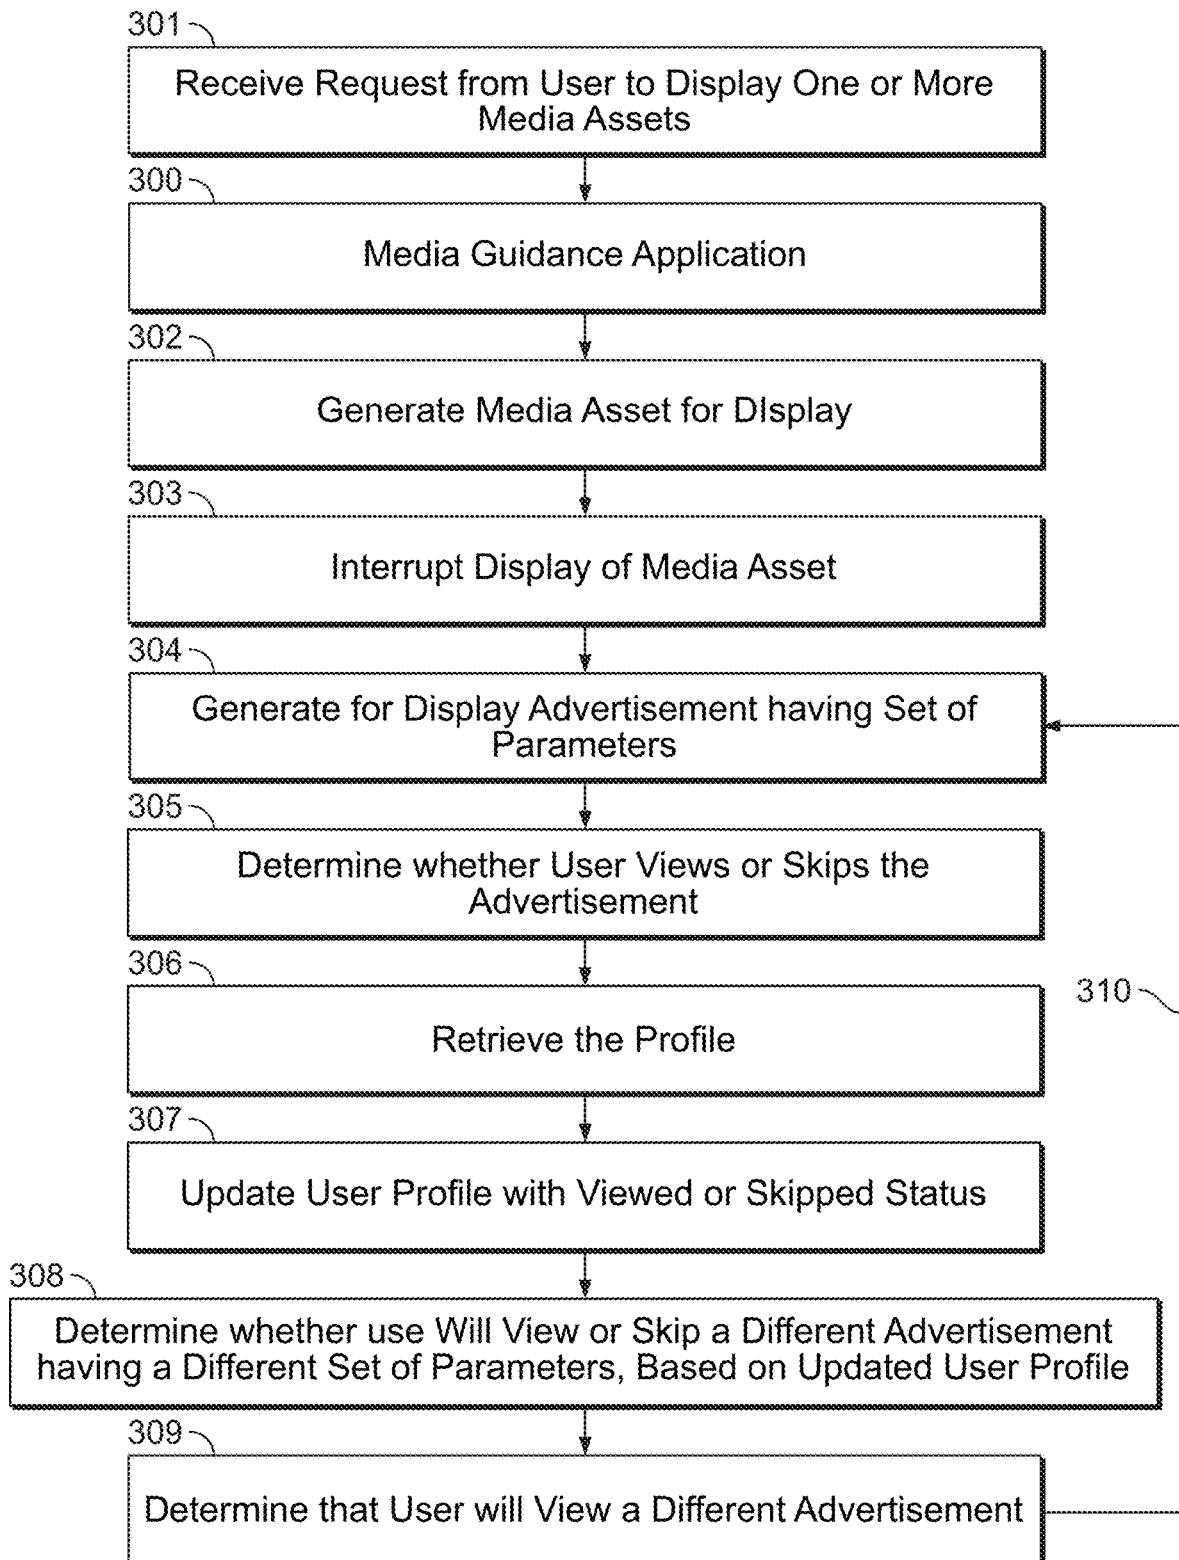 301
Receive Request from User to Display One or More
Media Assets
300
Media Guidance Application
302
Generate Media Asset for DIsplay
303
Interrupt Display of Media Asset
304
Generate for Display Advertisement having Set of
Parameters
305
Determine whether User Views or Skips the
Advertisement
306
Retrieve the Profile
310
307
Update User Profile with Viewed or Skipped Status
308
Determine whether use Will View or Skip a Different Advertisement
having a Different Set of Parameters, Based on Updated User Profile
309
Determine that User will View a Different Advertisement